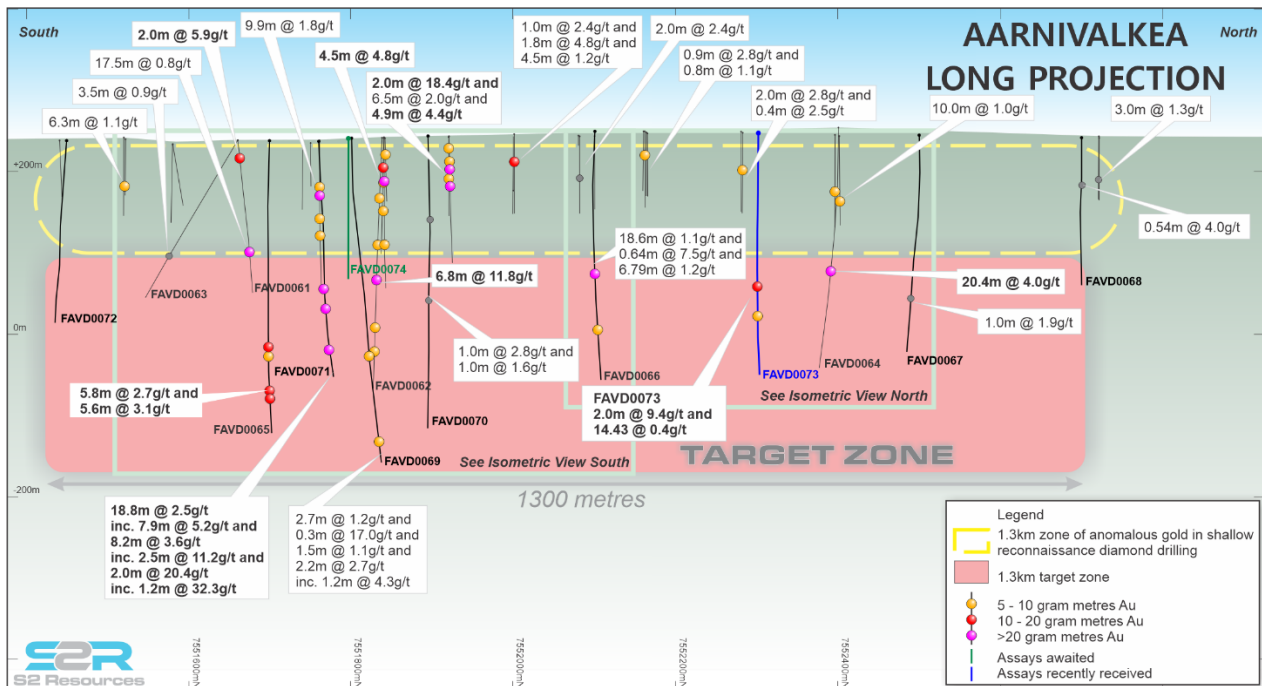 South
AARNIVALKEA
LONG PROJECTION
North
2.0m @ 5.9g/t
9.9m @ 1.8g/t
17.5m @ 0.8g/t
3.5m @ 0.9g/t
6.3m @ 1.1g/t
4.5m @ 4.8g/t
2.0m @ 18.4g/t and
6.5m @ 2.0g/t and
4.9m @ 4.4g/t
1.0m @ 2.4g/t and
1.8m @ 4.8g/t and
4.5m @ 1.2g/t
2.0m @ 2.4g/t
0.9m @ 2.8g/t and
0.8m @ 1.1g/t
2.0m @ 2.8g/t and
0.4m @ 2.5g/t
10.0m @ 1.0g/t
3.0m @ 1.3g/t
+200m
0.54m @ 4.0g/t
18.6m @ 1.1g/t and
0.64m @ 7.5g/t and
6.79m @ 1.2g/t
FAVD0074
6.8m @ 11.8g/t
20.4m @ 4.0g/t
FAVD0068
FAVD0063
FAVD0061
FAVD0072
0m
1.0m @ 1.9g/t
1.0m @ 2.8g/t and
1.0m @ 1.6g/t
FAVD0071
FAVD0062
FAVD0066
FAVD0073
FAVD0064
FAVD0067
5.8m @ 2.7g/t and
5.6m @ 3.1g/t
FAVD0065
FAVD0070
FAVD0073
2.0m @ 9.4g/t and
14.43 @ 0.4g/t
See Isometric View North
FAVD0069
See Isometric View South
TARGET ZONE
-200m
1300 metres
18.8m @ 2.5g/t
inc. 7.9m @ 5.2g/t and
8.2m @ 3.6g/t
inc. 2.5m @ 11.2g/t and
2.0m @ 20.4g/t
inc. 1.2m @ 32.3g/t
2.7m @ 1.2g/t and
0.3m @ 17.0g/t and
1.5m @ 1.1g/t and
2.2m @ 2.7g/t
inc. 1.2m @ 4.3g/t
Legend
1.3km zone of anomalous gold in shallow
reconnaissance diamond drilling
1.3km target zone
5 - 10 gram metres Au
10 - 20 gram metres Au
>20 gram metres Au
Assays awaited
Assays recently received
7551600mN
7551800mN
7552000mN
7552200mN
7552400mN
S2R
S2 Resources